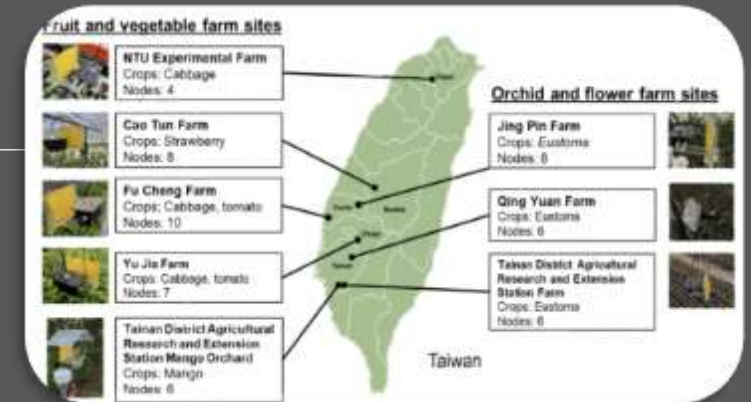 Fruit and vegetable farm sites
NTU Experimental Farm
Crops: Cabbage
Nodes: 4
Cao Tun Farm
Crops: Strawberry
Nodes: 8
Fu Cheng Farm
Crops: Cabbage, tomato
Nodes: 10
Yu Jia Farm
Crops: Cabbage, tomato
Nodes: 7
Tainan District Agricultural
Research and Extension
Station Mango Orchard
Crops: Mango
Nodes: 6
Taiwan
Orchid and flower farm sites
Jing Pin Farm
Crops: Eustoma
Nodes:
Qing Yuan Farm
Crops: Eustoma
Nodes: 6
Tainan District Agricultural
Research and Extension
Station Farm
Crops: Eustoma
Nodes: 6